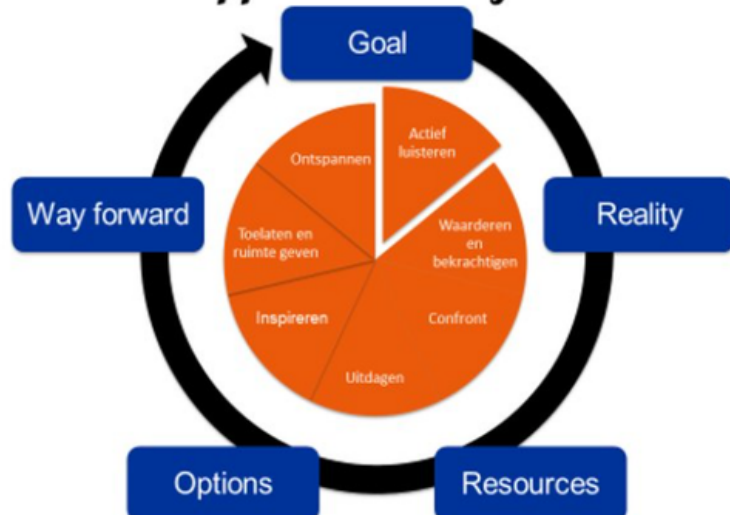 Goal
Actief
luisteren
Ontspannen
Way forward
Reality
Toelaten en
ruimte geven
Waarderen
en
bekrachtigen
Inspireren
Confront
Uitdagen
Options
Resources